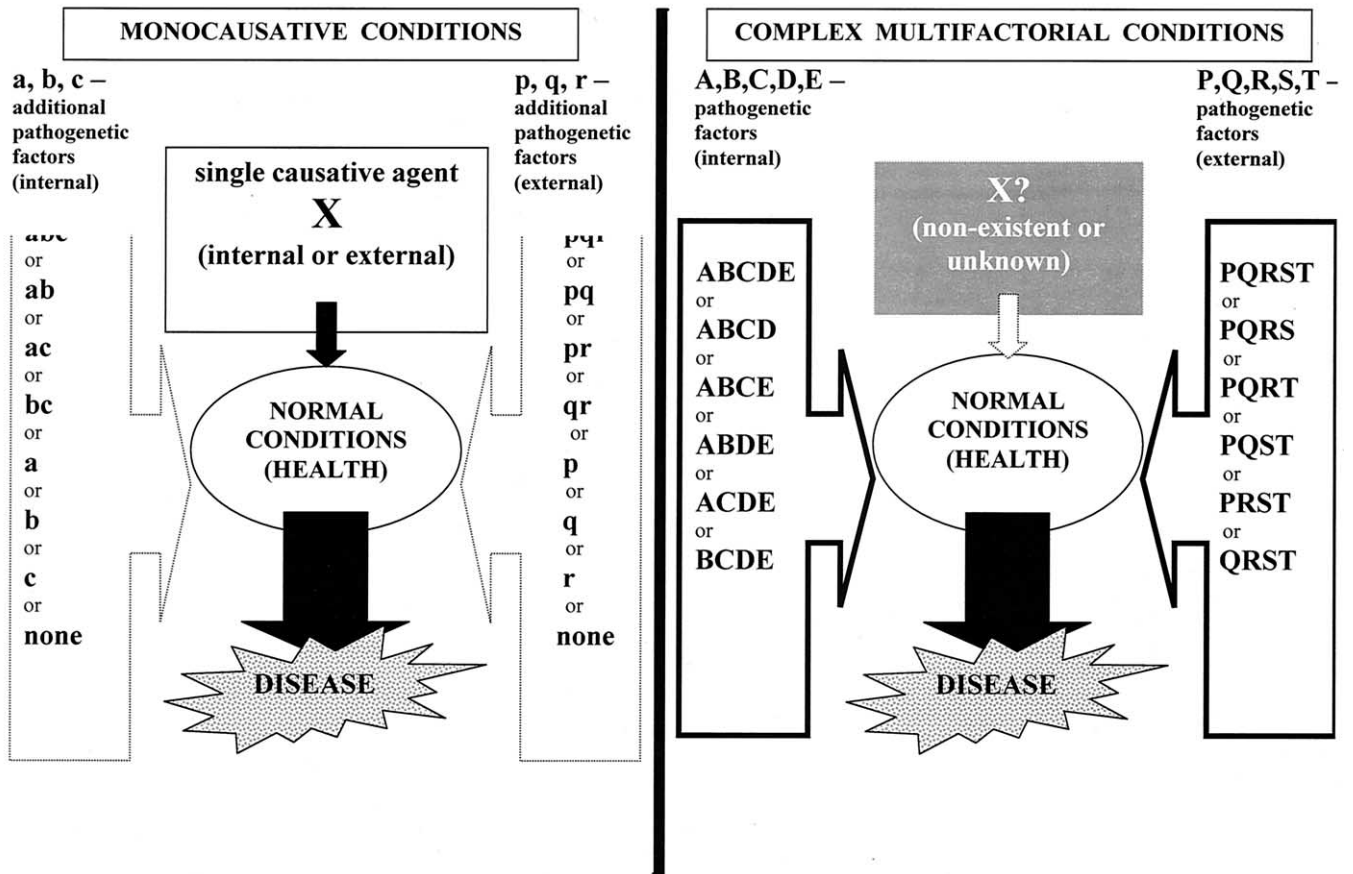 MONOCAUSATIVE CONDITIONS
a, b, c –
additional
pathogenetic
factors
(internal)
p, q, r –
additional
pathogenetic
factors
(external)
single causative agent
X
(internal or external)
abc
or
ab
or
ac
or
bc
or
a
or
b
or
c
or
none
pqr
or
pq
or
pr
or
qr
or
p
or
q
or
r
or
none
NORMAL
CONDITIONS
(HEALTH)
DISEASE
COMPLEX MULTIFACTORIAL CONDITIONS
A,B,C,D,E –
pathogenetic
factors
(internal)
P,Q,R,S,T –
pathogenetic
factors
(external)
X?
(non-existent or
unknown)
ABCDE
or
ABCD
or
ABCE
or
ABDE
or
ACDE
or
BCDE
PQRST
or
PQRS
or
PQRT
or
PQST
or
PRST
or
QRST
NORMAL
CONDITIONS
(HEALTH)
DISEASE